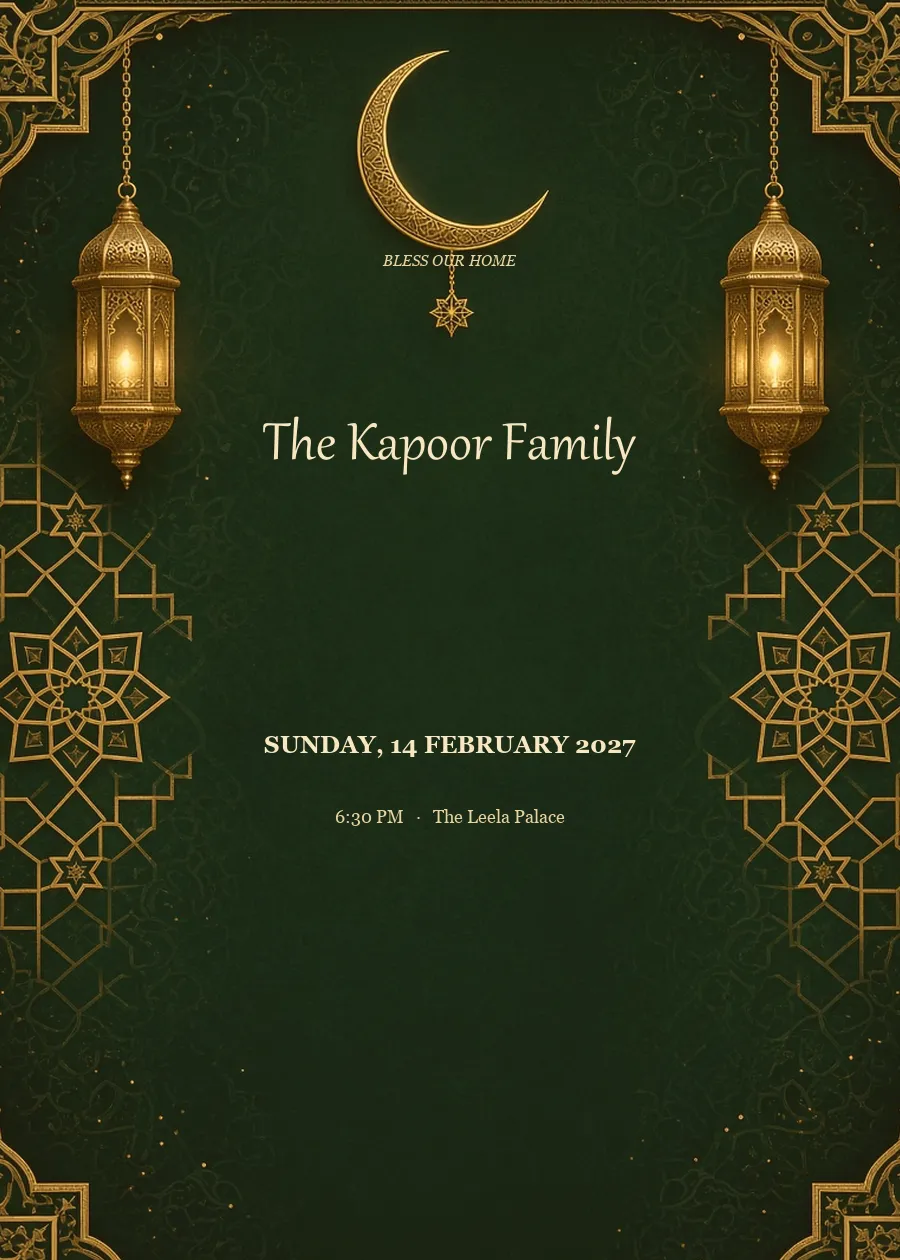 BLESS OUR HOME
The Kapoor Family
SUNDAY, 14 FEBRUARY 2027
6:30 PM · The Leela Palace